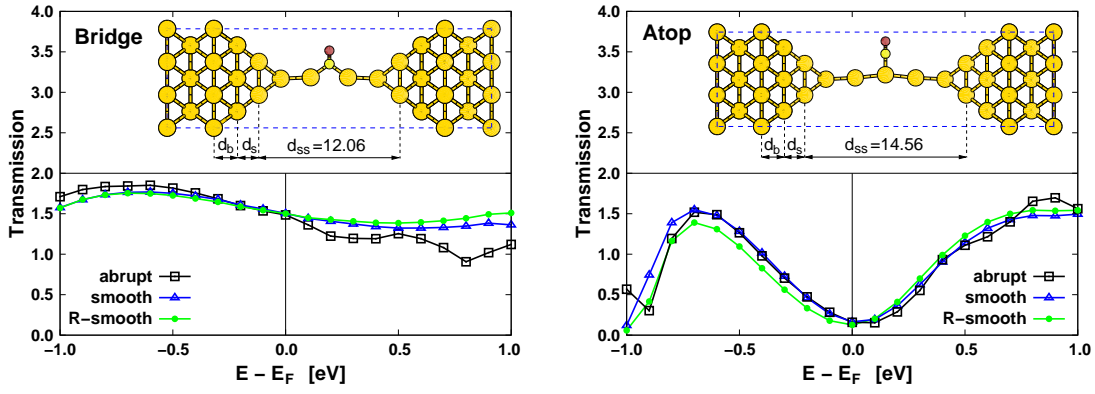 Bridge
Transmission
4.0
3.5
3.0
2.5
2.0
1.5
1.0
0.5
0.0
d_b d_s d_ss=12.06
abrupt
smooth
R−smooth
−1.0 −0.5 0.0 0.5 1.0
E − E_F [eV]
Atop
Transmission
4.0
3.5
3.0
2.5
2.0
1.5
1.0
0.5
0.0
d_b d_s d_ss=14.56
abrupt
smooth
R−smooth
−1.0 −0.5 0.0 0.5 1.0
E − E_F [eV]